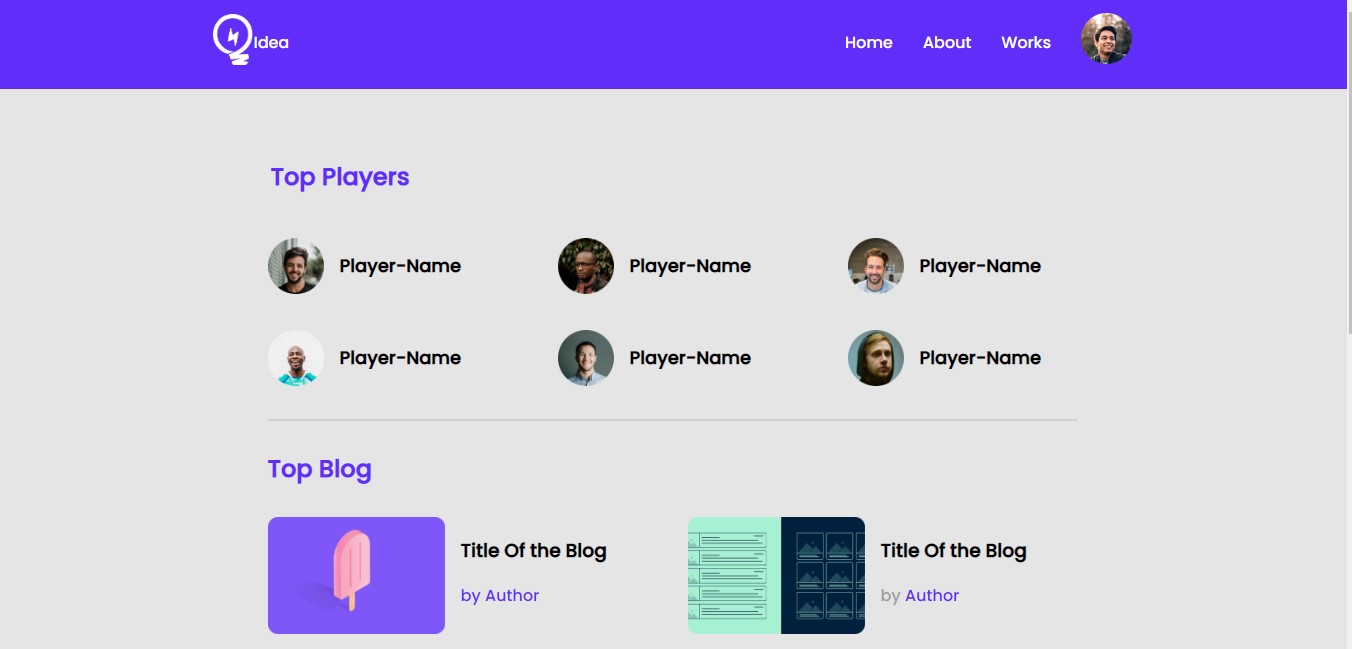 Idea
Home About Works
Top Players
Player-Name Player-Name Player-Name
Player-Name Player-Name Player-Name
Top Blog
Title Of the Blog Title Of the Blog
by Author by Author